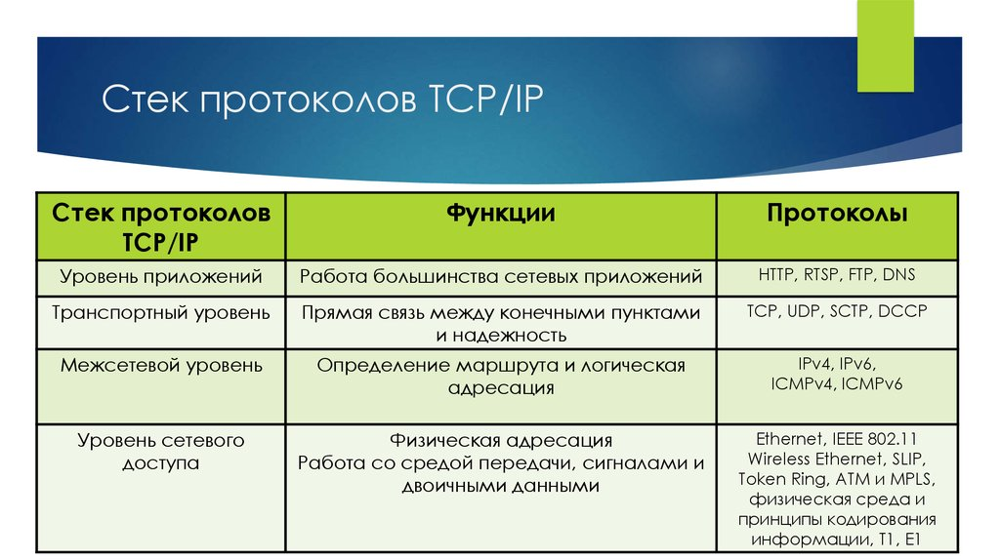 Стек протоколов TCP/IP
Стек протоколов
TCP/IP
Функции
Протоколы
Уровень приложений
Работа большинства сетевых приложений
HTTP, RTSP, FTP, DNS
Транспортный уровень
Прямая связь между конечными пунктами
и надежность
TCP, UDP, SCTP, DCCP
Межсетевой уровень
Определение маршрута и логическая
адресация
IPv4, IPv6,
ICMPv4, ICMPv6
Уровень сетевого
доступа
Физическая адресация
Работа со средой передачи, сигналами и
двоичными данными
Ethernet, IEEE 802.11
Wireless Ethernet, SLIP,
Token Ring, ATM и MPLS,
физическая среда и
принципы кодирования
информации, T1, E1